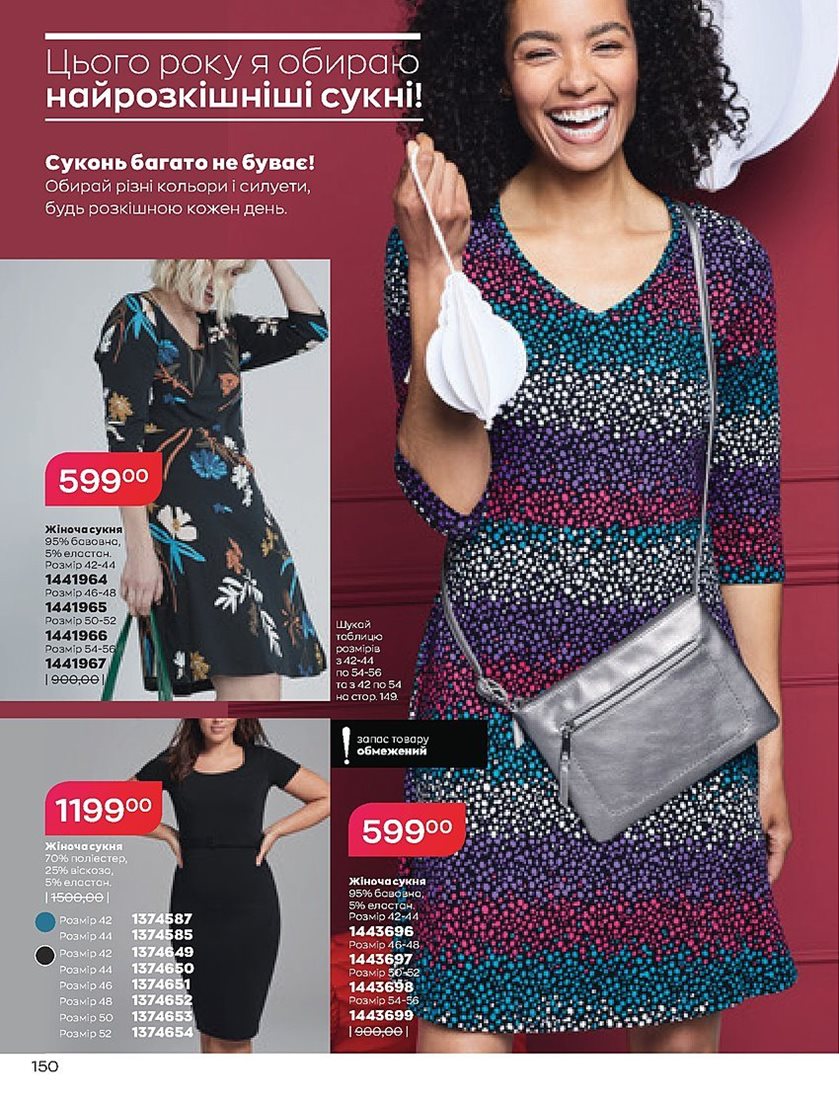 Цього року я обираю
найрозкішніші сукні!
Суконь багато не буває!
Обирай різні кольори і силуети,
будь розкішною кожен день.
599⁰⁰
Жіноча сукня
95% бавовна,
5% еластан.
Розмір 42-44
1441964
Розмір 46-48
1441965
Розмір 50-52
1441966
Розмір 54-56
1441967
| 900,00 |
Шукай
таблицю
розмірів
з 42-44
по 54-56
та з 42 по 54
на стор. 149.
! запас товару
обмежений
1199⁰⁰
Жіноча сукня
70% поліестер,
25% віскоза,
5% еластан.
| 1500,00 |
Розмір 42 1374587
Розмір 44 1374585
Розмір 42 1374649
Розмір 44 1374650
Розмір 46 1374651
Розмір 48 1374652
Розмір 50 1374653
Розмір 52 1374654
599⁰⁰
Жіноча сукня
95% бавовна,
5% еластан.
Розмір 42-44
1443696
Розмір 46-48
1443697
Розмір 50-52
1443698
Розмір 54-56
1443699
| 900,00 |
150